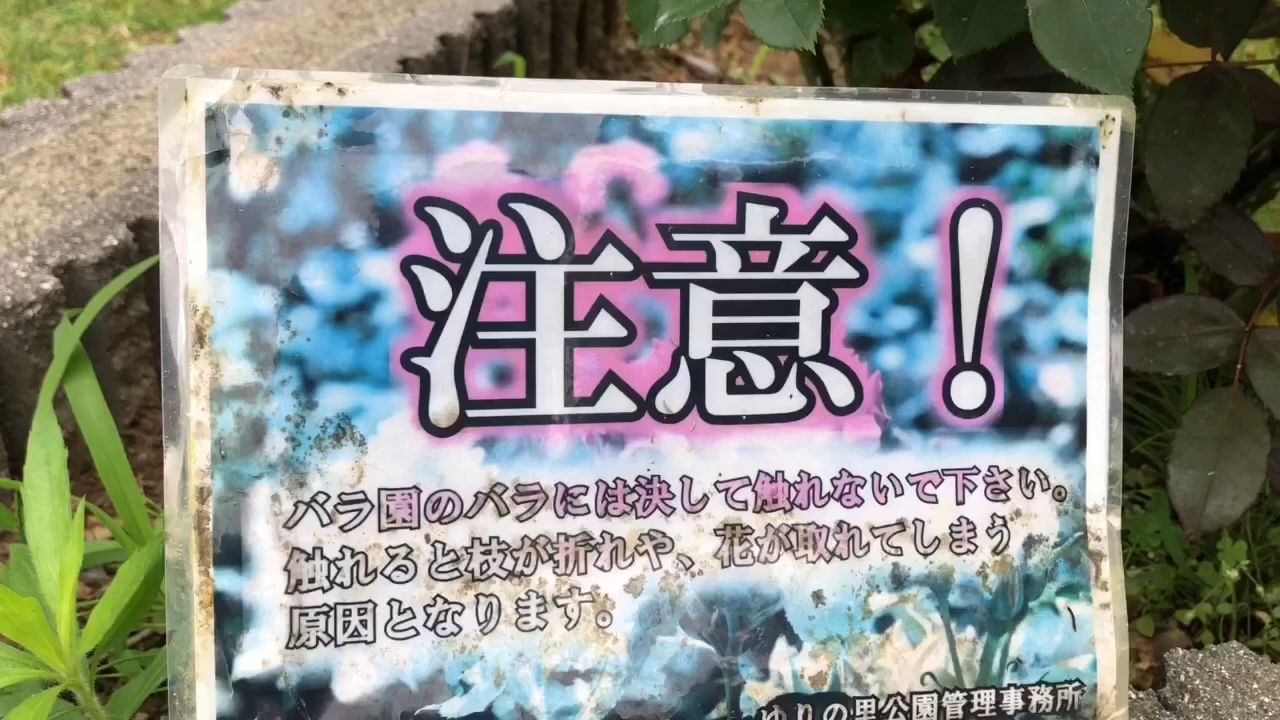 注意！
バラ園のバラには決して触れないで下さい。
触れると枝が折れや、花が取れてしまう
原因となります。
ゆりの里公園管理事務所